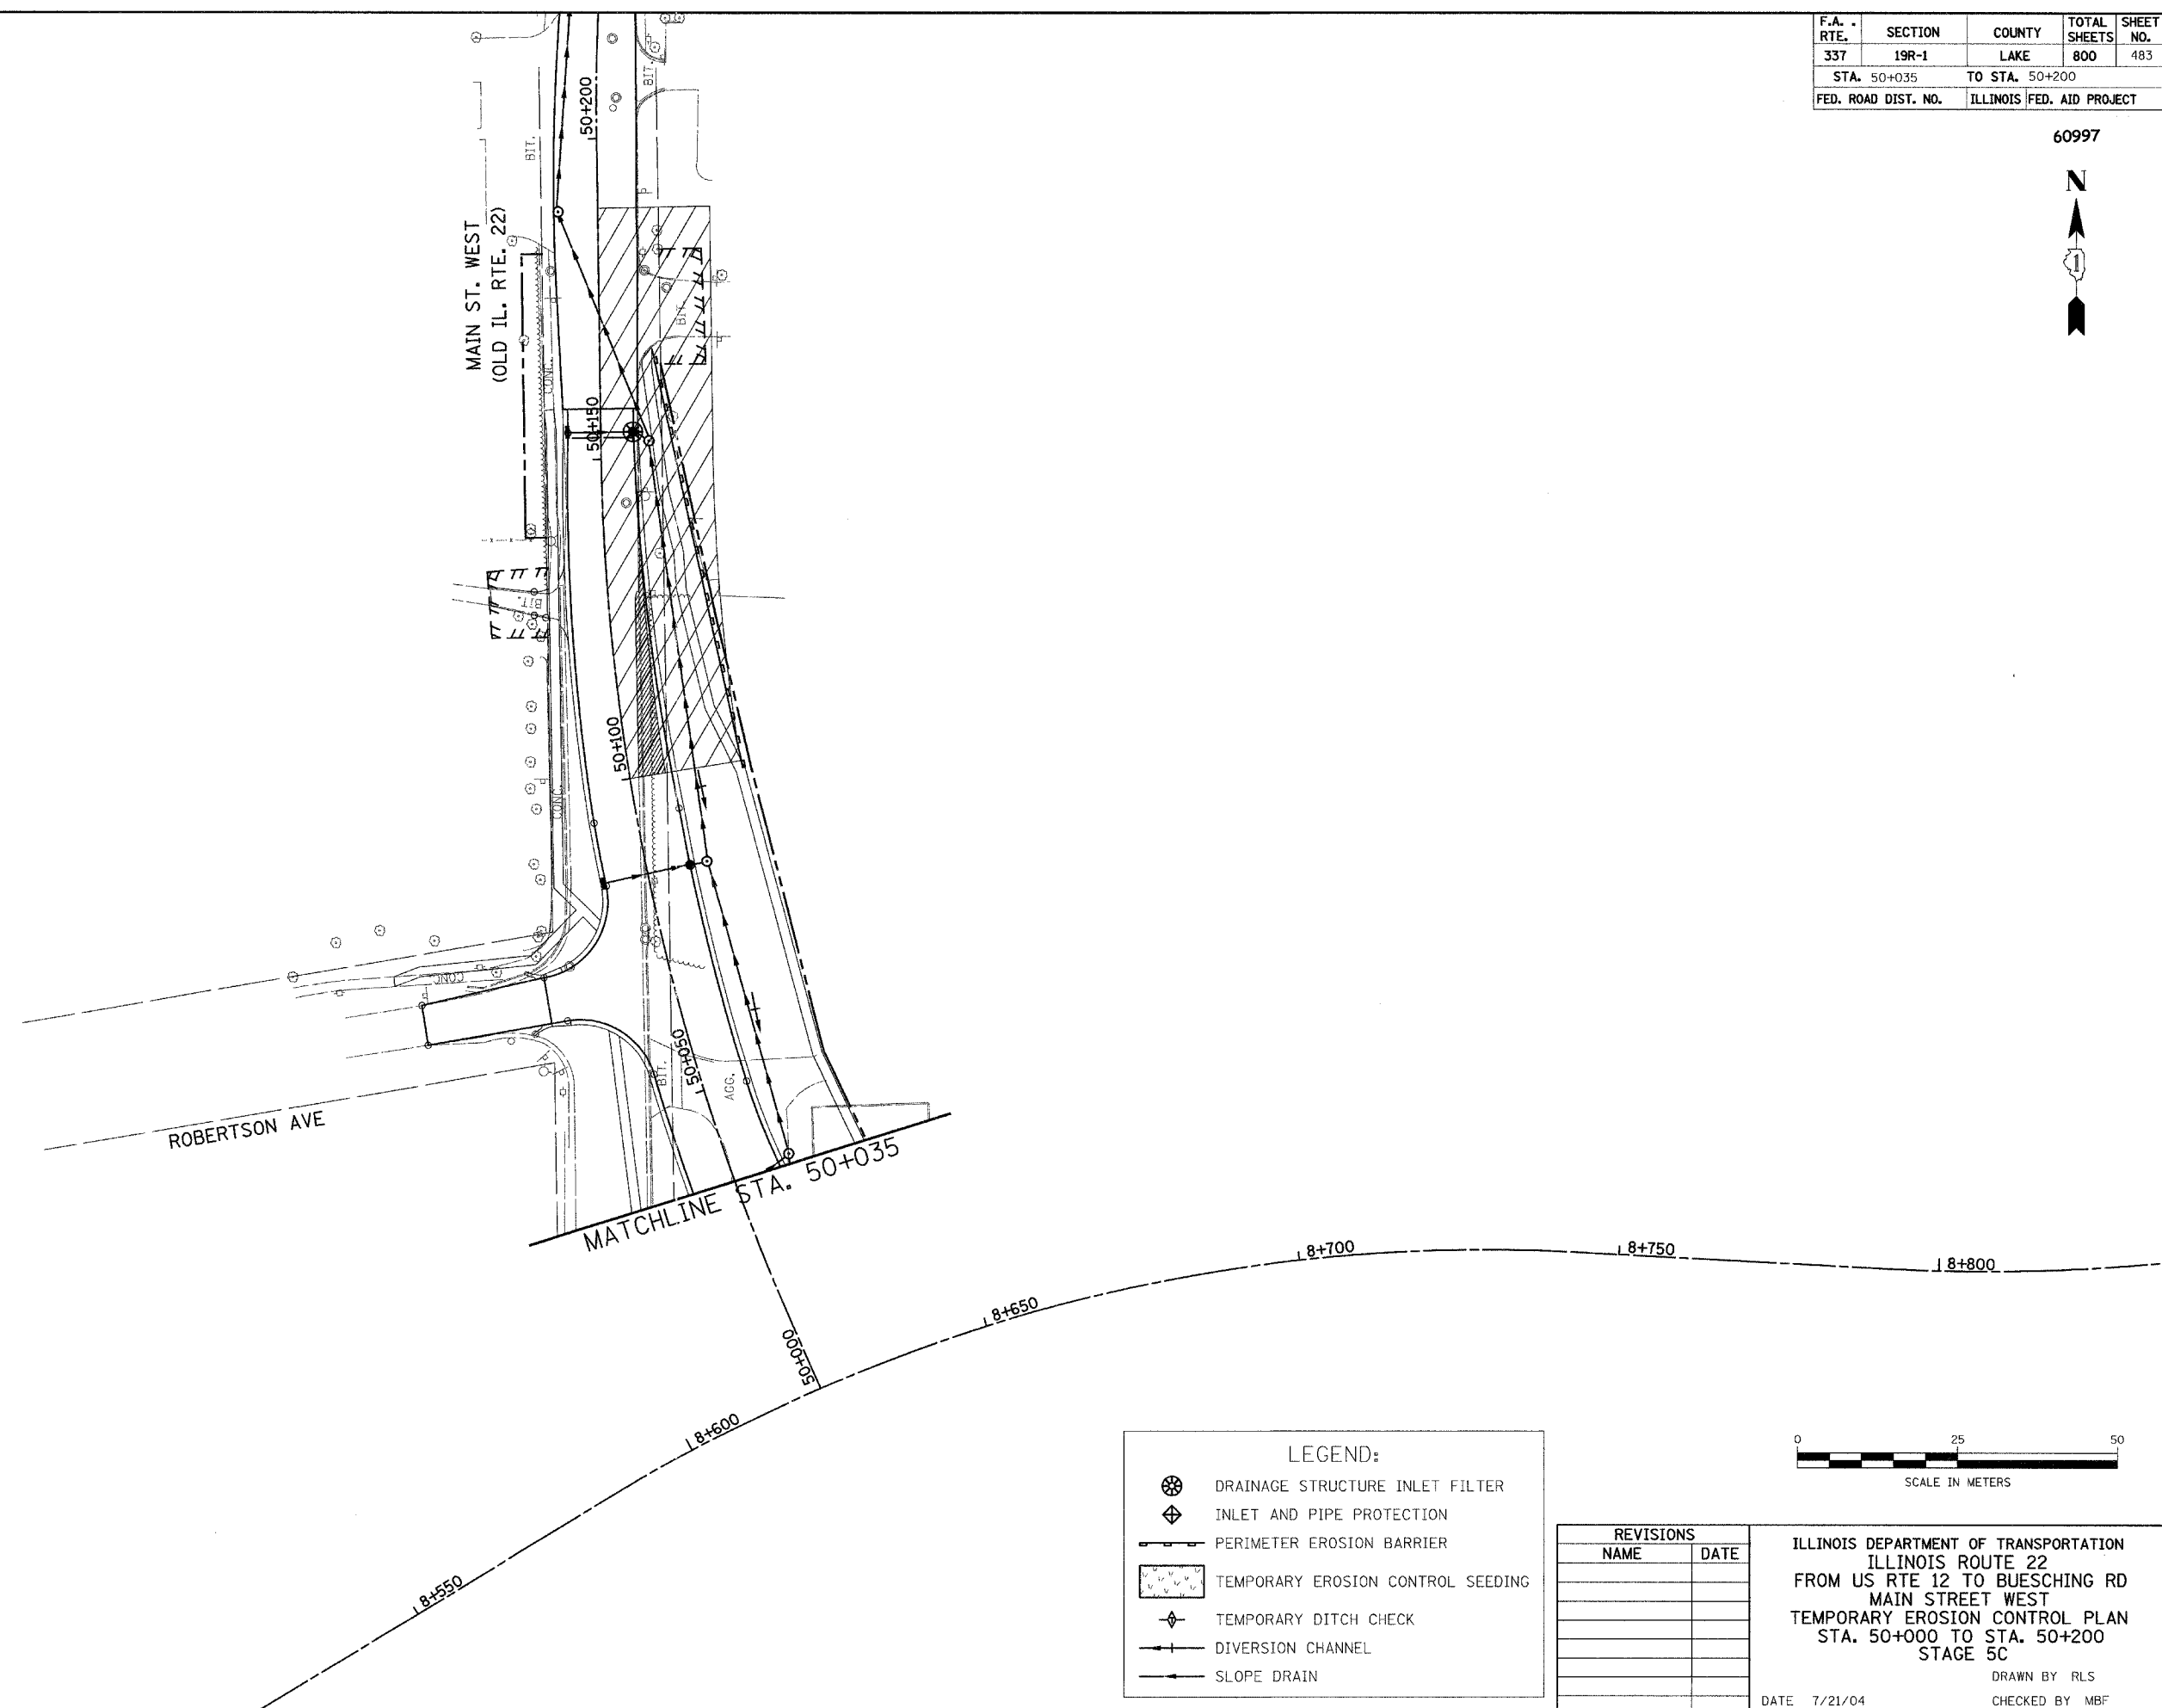 F.A. . RTE. SECTION COUNTY TOTAL SHEETS SHEET NO.
337 19R-1 LAKE 800 483
STA. 50+035 TO STA. 50+200
FED. ROAD DIST. NO. ILLINOIS FED. AID PROJECT
60997
N
1
50+200
BIT.
BIT.
MAIN ST. WEST
(OLD IL. RTE. 22)
BIT.
CONC.
50+150
BIT.
50+100
CONC.
CONC.
50+050
BIT.
AGG.
ROBERTSON AVE
MATCHLINE STA. 50+035
8+700
8+750
8+800
8+650
50+000
8+600
8+550
LEGEND:
DRAINAGE STRUCTURE INLET FILTER
INLET AND PIPE PROTECTION
PERIMETER EROSION BARRIER
TEMPORARY EROSION CONTROL SEEDING
TEMPORARY DITCH CHECK
DIVERSION CHANNEL
SLOPE DRAIN
0 25 50
SCALE IN METERS
REVISIONS
NAME DATE
ILLINOIS DEPARTMENT OF TRANSPORTATION
ILLINOIS ROUTE 22
FROM US RTE 12 TO BUESCHING RD
MAIN STREET WEST
TEMPORARY EROSION CONTROL PLAN
STA. 50+000 TO STA. 50+200
STAGE 5C
DRAWN BY RLS
DATE 7/21/04 CHECKED BY MBF